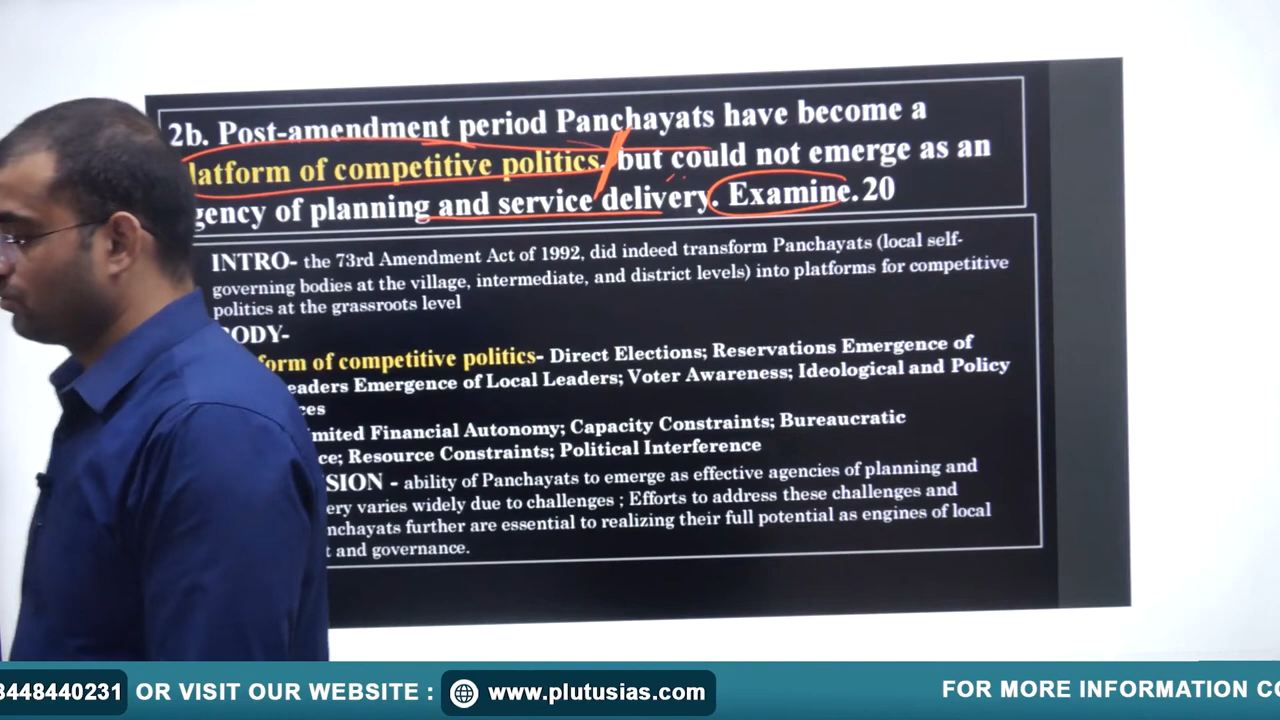 2b. Post-amendment period Panchayats have become a
latform of competitive politics, but could not emerge as an
gency of planning and service delivery. Examine.20
INTRO- the 73rd Amendment Act of 1992, did indeed transform Panchayats (local self-
governing bodies at the village, intermediate, and district levels) into platforms for competitive
politics at the grassroots level
ODY-
form of competitive politics- Direct Elections; Reservations Emergence of
eaders Emergence of Local Leaders; Voter Awareness; Ideological and Policy
ces
mited Financial Autonomy; Capacity Constraints; Bureaucratic
ce; Resource Constraints; Political Interference
SION - ability of Panchayats to emerge as effective agencies of planning and
ery varies widely due to challenges ; Efforts to address these challenges and
nchayats further are essential to realizing their full potential as engines of local
t and governance.
8448440231 OR VISIT OUR WEBSITE : www.plutusias.com FOR MORE INFORMATION CO